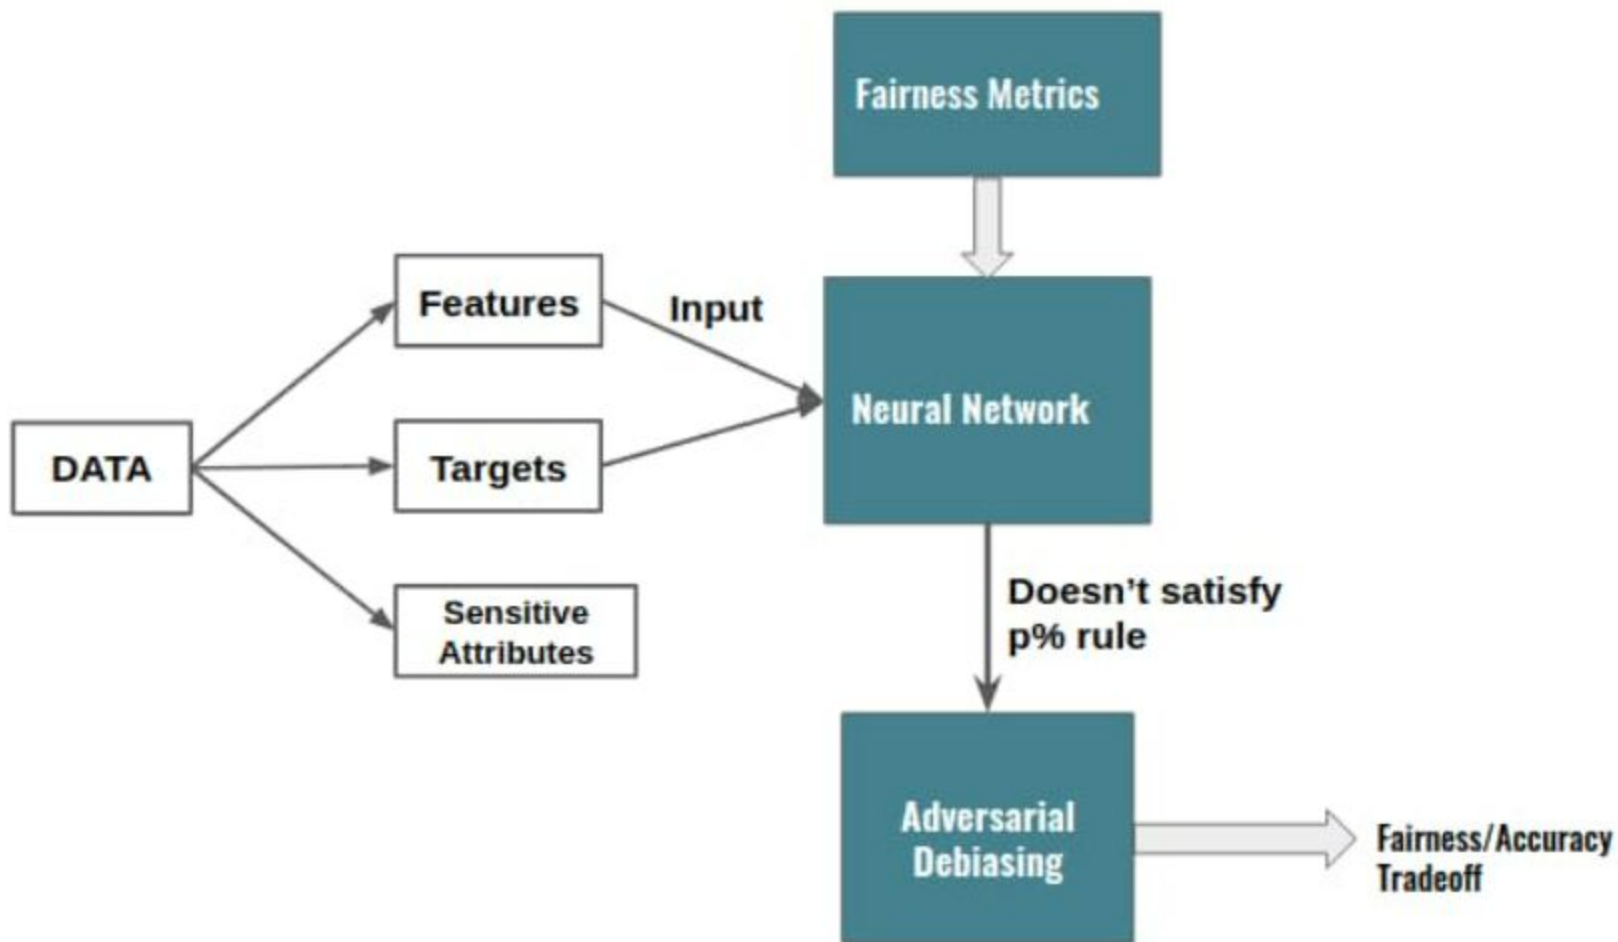 Fairness Metrics
Features
Input
Neural Network
DATA
Targets
Sensitive
Attributes
Doesn’t satisfy
p% rule
Adversarial
Debiasing
Fairness/Accuracy
Tradeoff